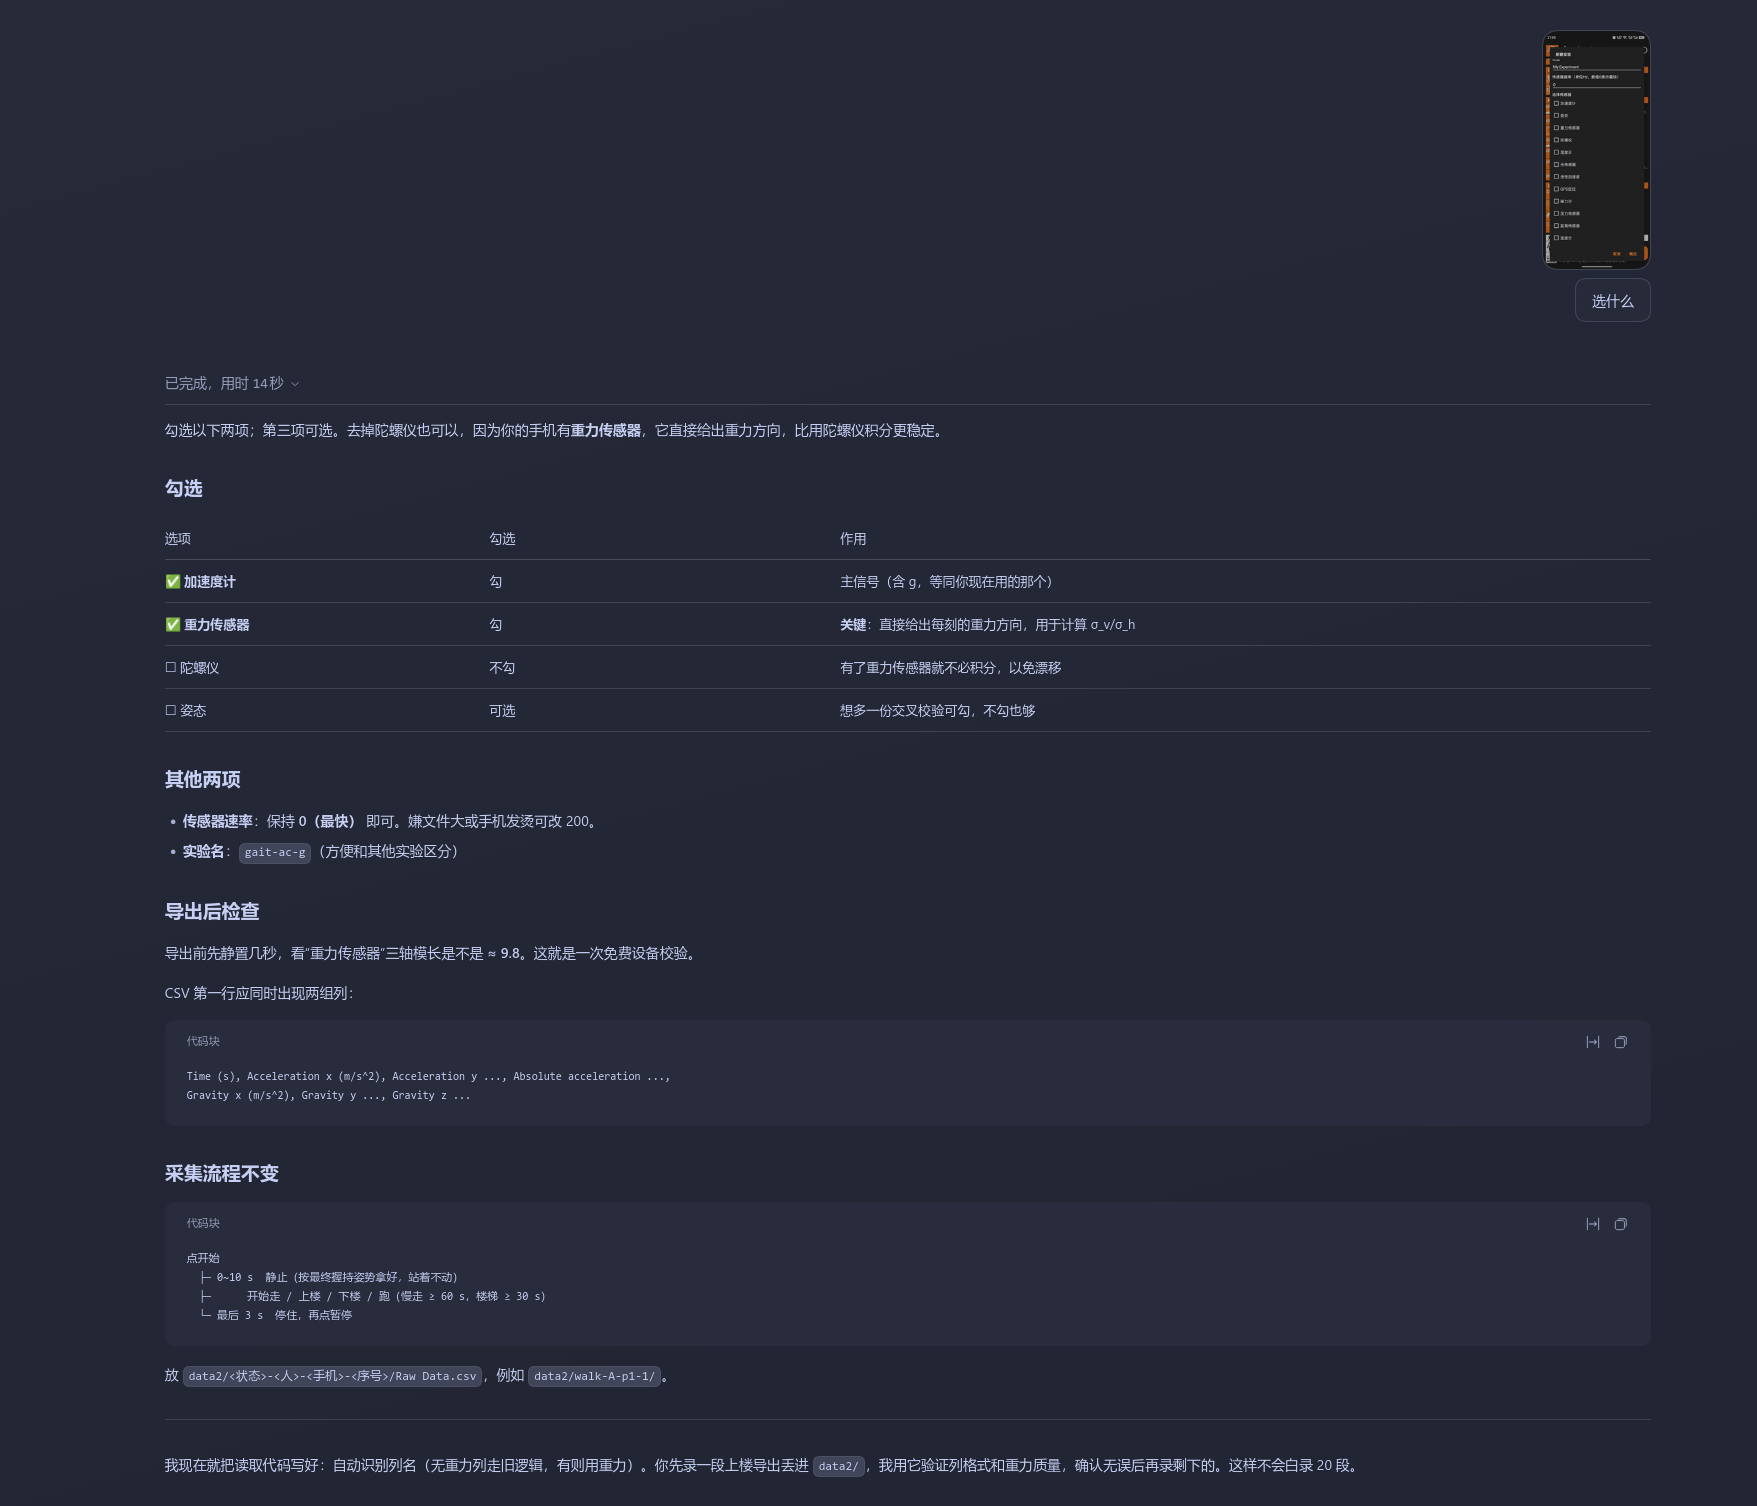 My Experiment
选择传感器
加速度计
重力传感器
GPS定位
选什么
已完成，用时 14秒
勾选以下两项；第三项可选。去掉陀螺仪也可以，因为你的手机有重力传感器，它直接给出重力方向，比用陀螺仪积分更稳定。
勾选
选项 勾选 作用
✅ 加速度计 勾 主信号（含 g，等同你现在用的那个）
✅ 重力传感器 勾 关键：直接给出每刻的重力方向，用于计算 σ_v/σ_h
☐ 陀螺仪 不勾 有了重力传感器就不必积分，以免漂移
☐ 姿态 可选 想多一份交叉校验可勾，不勾也够
其他两项
• 传感器速率：保持 0（最快） 即可。嫌文件大或手机发烫可改 200。
• 实验名：gait-ac-g（方便和其他实验区分）
导出后检查
导出前先静置几秒，看“重力传感器”三轴模长是不是 ≈ 9.8。这就是一次免费设备校验。
CSV 第一行应同时出现两组列：
代码块
Time (s), Acceleration x (m/s^2), Acceleration y ..., Absolute acceleration ...,
Gravity x (m/s^2), Gravity y ..., Gravity z ...
采集流程不变
代码块
点开始
├─ 0~10 s 静止 (按最终握持姿势拿好，站着不动)
├─ 开始走 / 上楼 / 下楼 / 跑 (慢走 ≥ 60 s，楼梯 ≥ 30 s)
└─ 最后 3 s 停住，再点暂停
放 data2/<状态>-<人>-<手机>-<序号>/Raw Data.csv，例如 data2/walk-A-p1-1/。
我现在就把读取代码写好：自动识别列名（无重力列走旧逻辑，有则用重力）。你先录一段上楼导出丢进 data2/，我用它验证列格式和重力质量，确认无误后再录剩下的。这样不会白录 20 段。